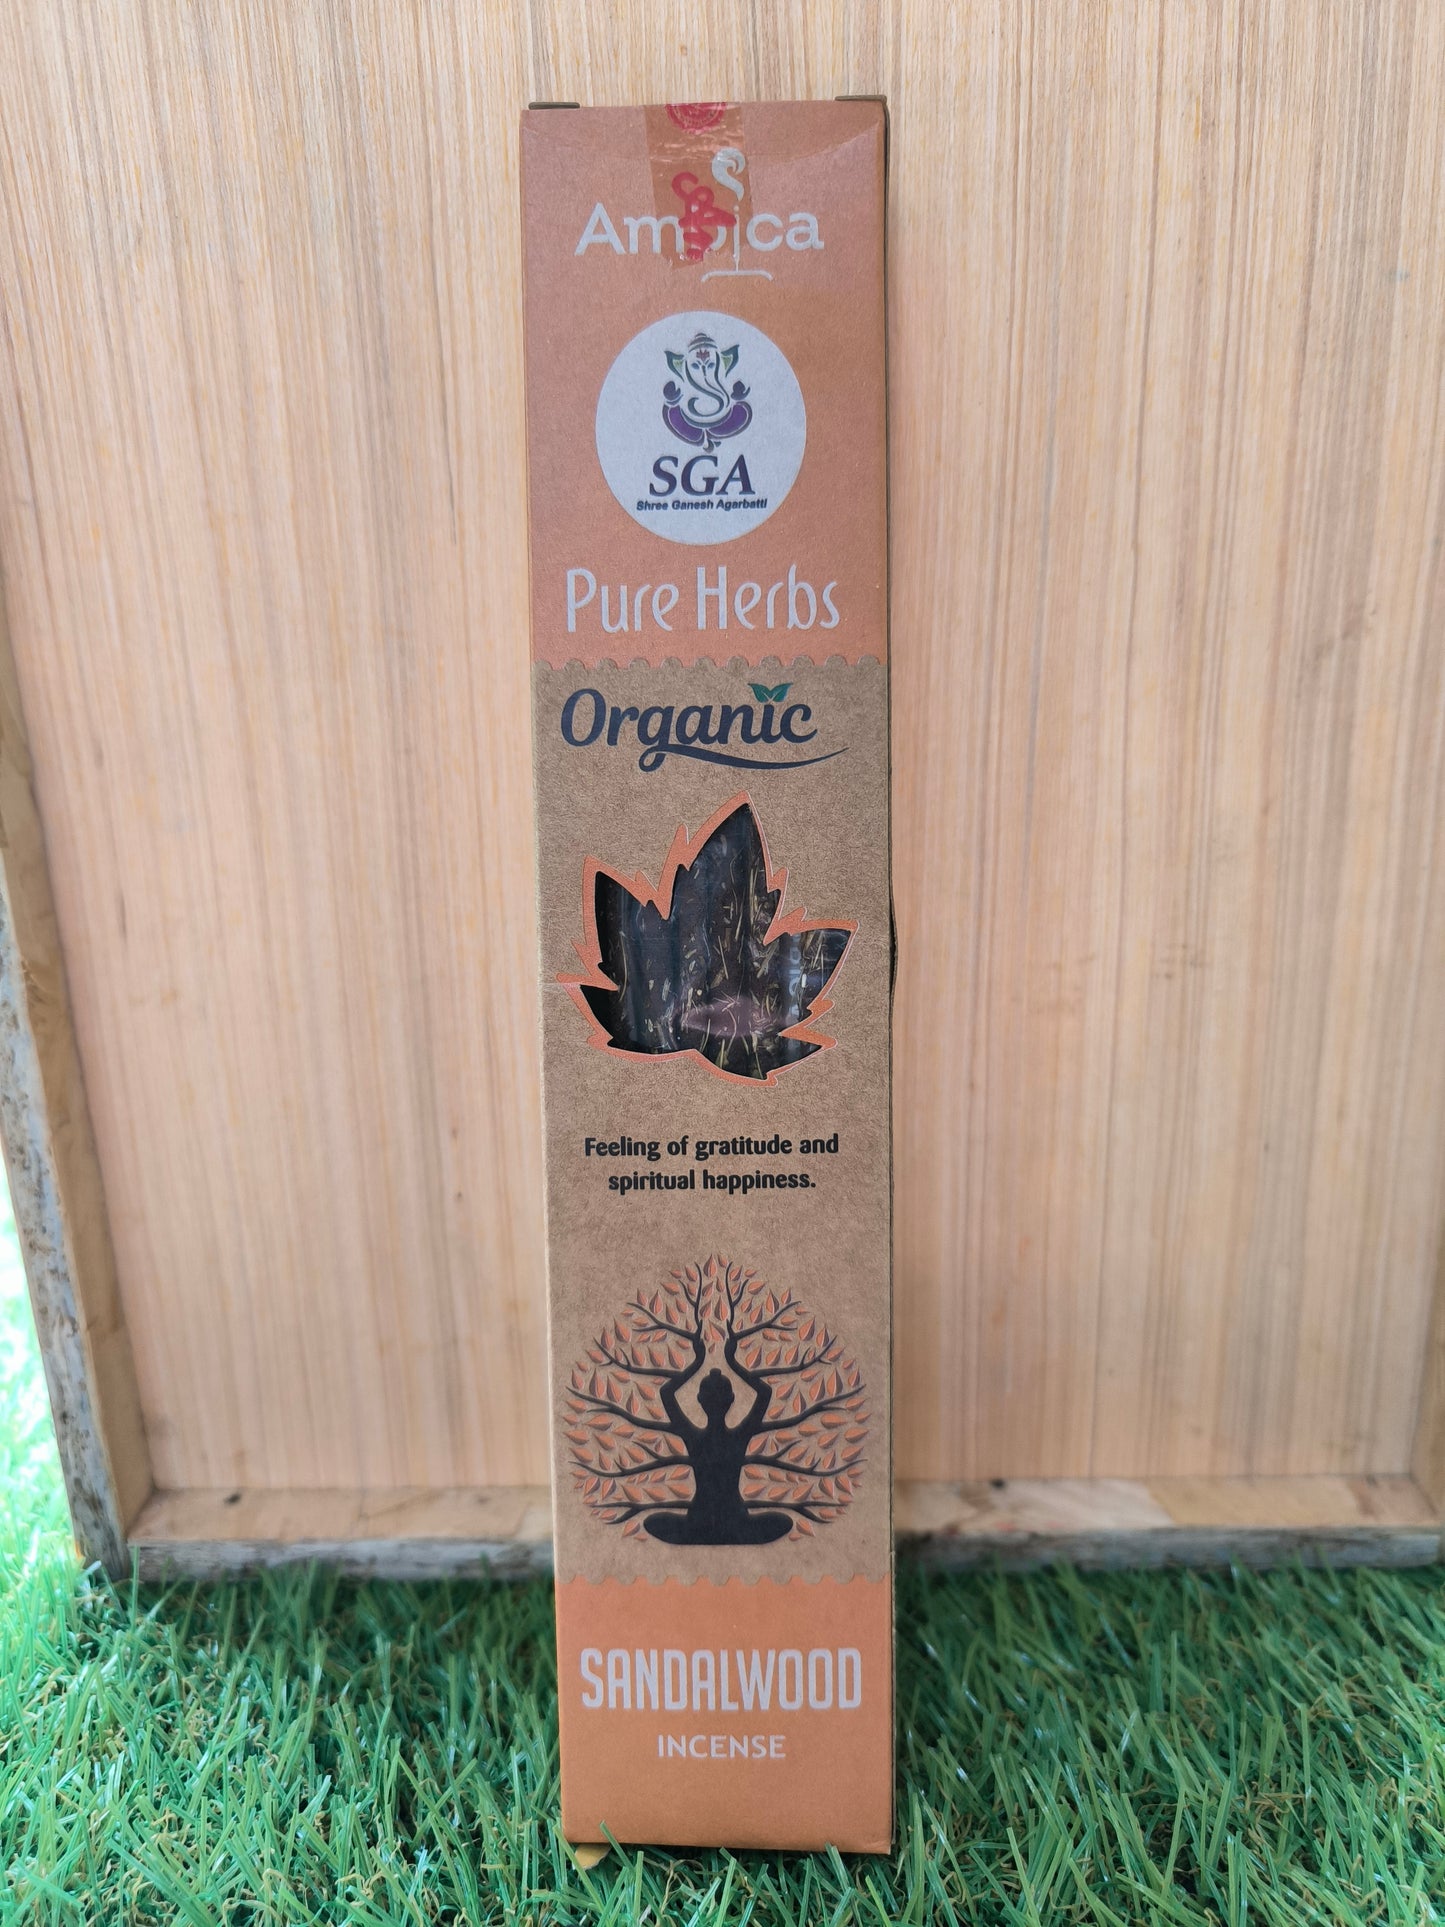 Ambica
SGA
Shree Ganesh Agarbatti
Pure Herbs
Organic
Feeling of gratitude and
spiritual happiness.
SANDALWOOD
INCENSE